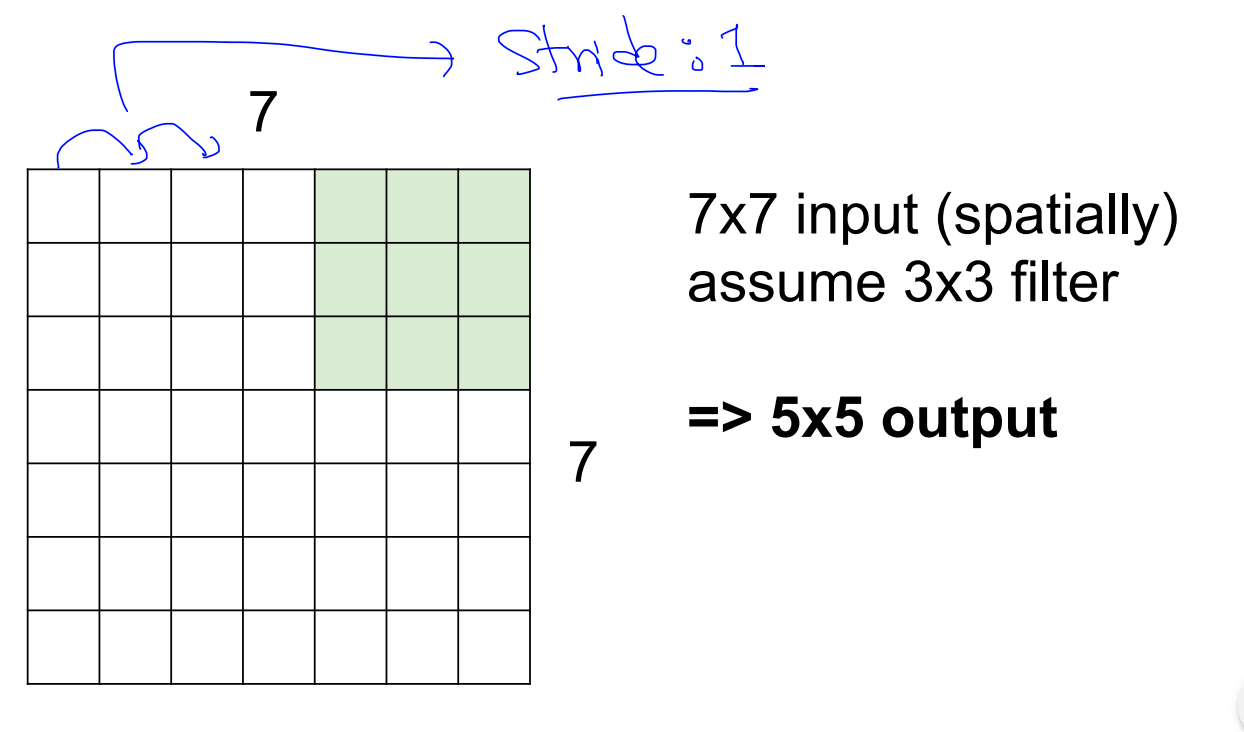 Stride : 1
7
7x7 input (spatially)
assume 3x3 filter
=> 5x5 output
7